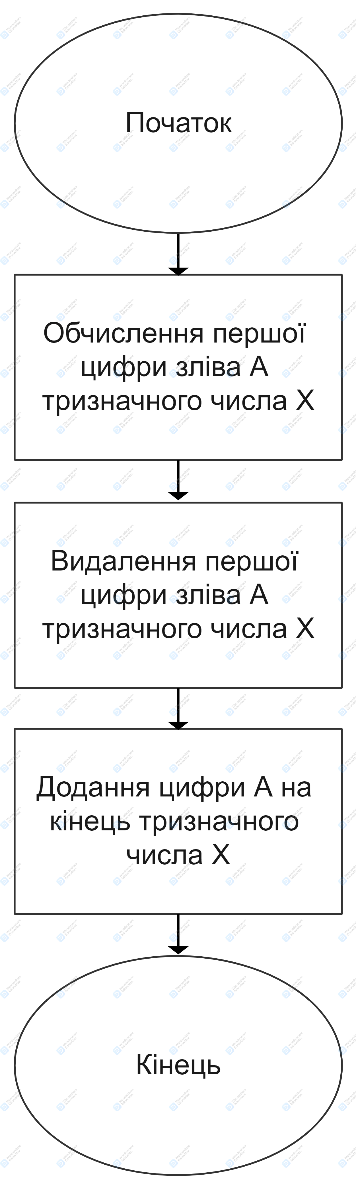 Початок
Обчислення першої
цифри зліва А
тризначного числа Х
Видалення першої
цифри зліва А
тризначного числа Х
Додання цифри А на
кінець тризначного
числа Х
Кінець